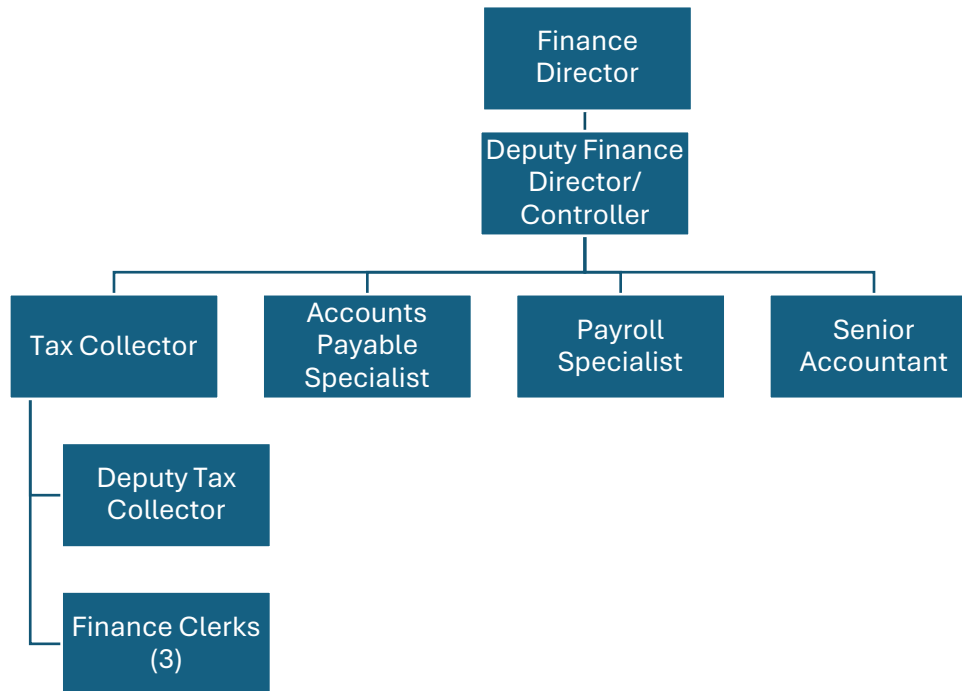 Finance
Director
Deputy Finance
Director/
Controller
Tax Collector
Accounts
Payable
Specialist
Payroll
Specialist
Senior
Accountant
Deputy Tax
Collector
Finance Clerks
(3)